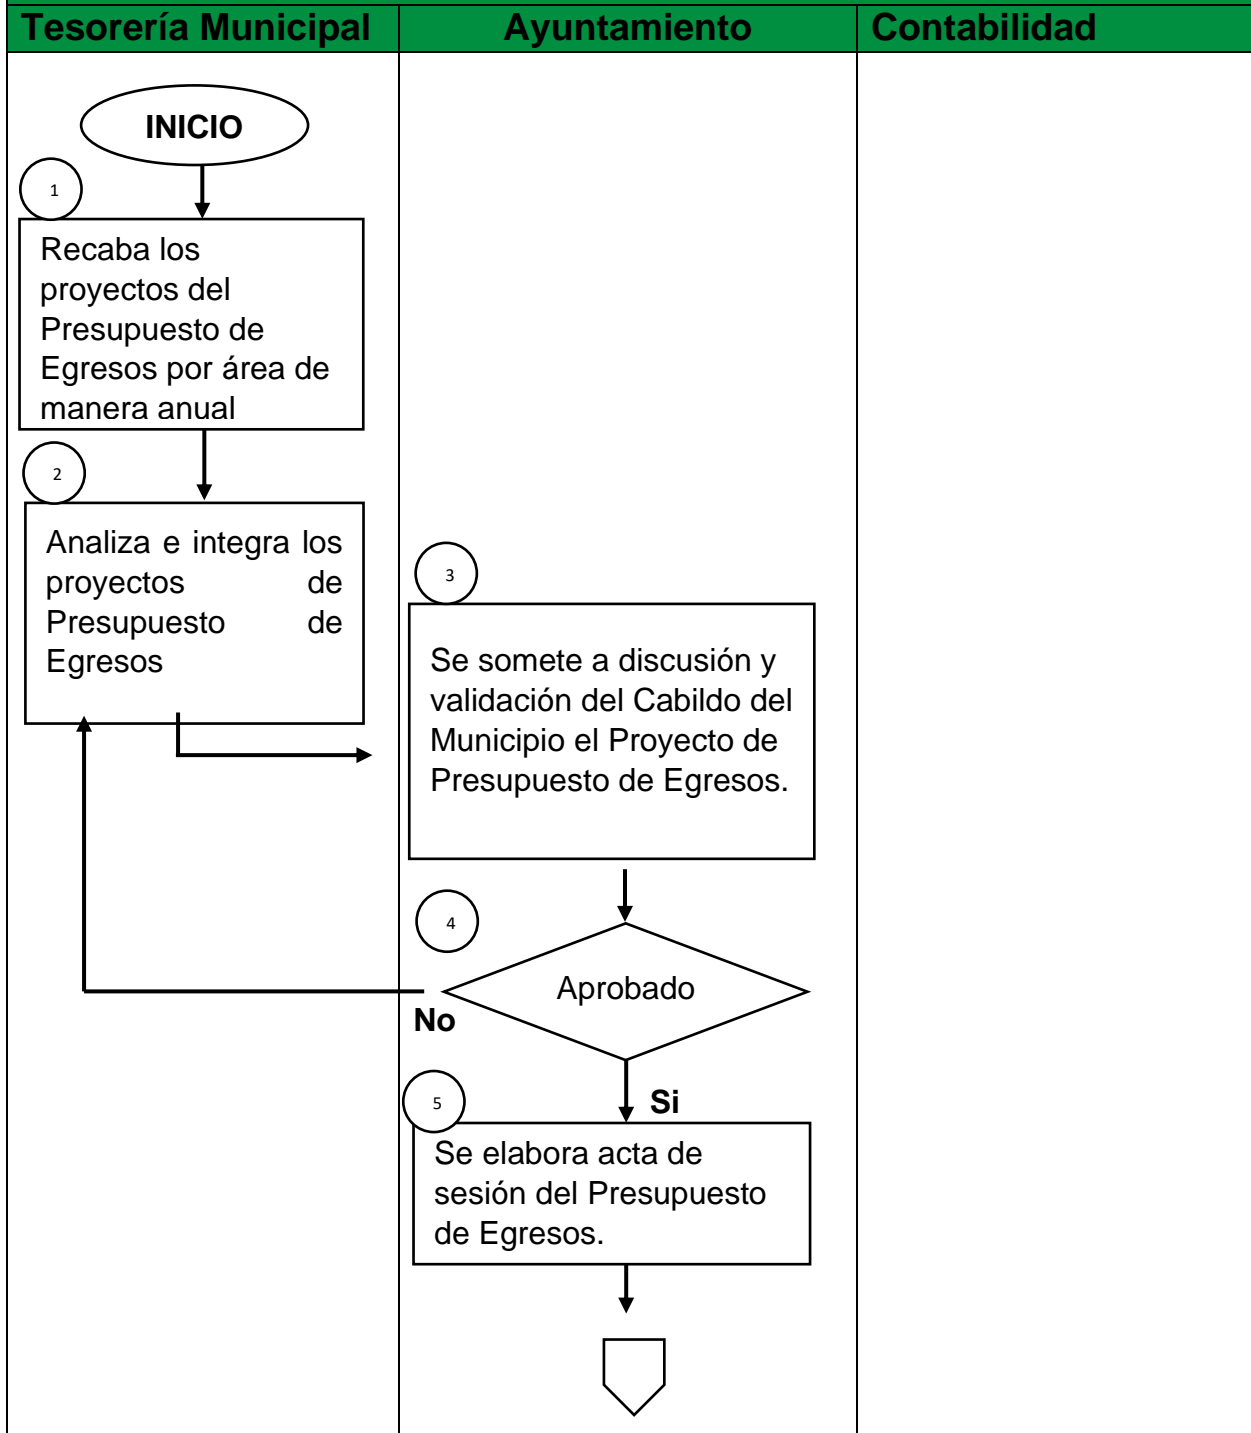 Tesorería Municipal
Ayuntamiento
Contabilidad
INICIO
1
Recaba los
proyectos del
Presupuesto de
Egresos por área de
manera anual
2
Analiza e integra los
proyectos de
Presupuesto de
Egresos
3
Se somete a discusión y
validación del Cabildo del
Municipio el Proyecto de
Presupuesto de Egresos.
4
Aprobado
No
Si
5
Se elabora acta de
sesión del Presupuesto
de Egresos.